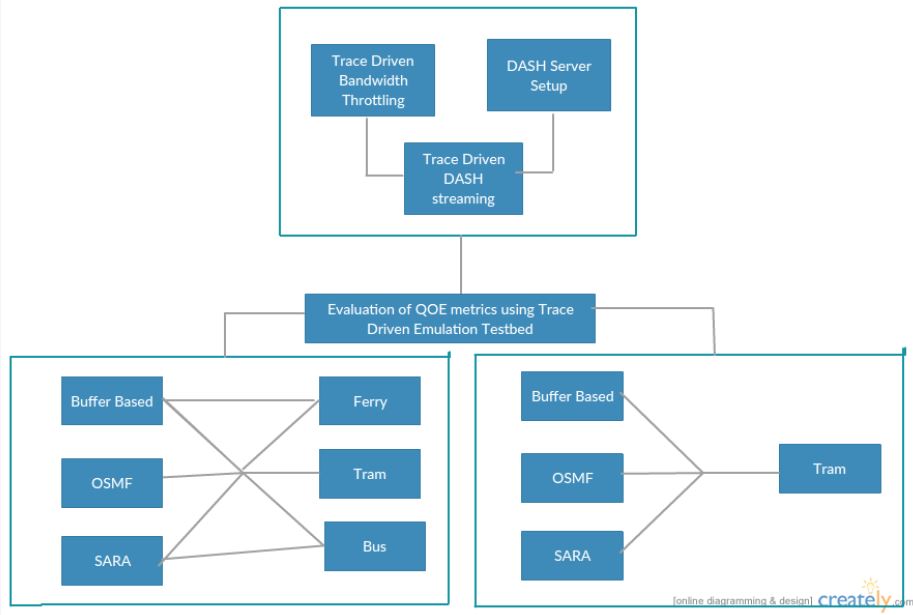 Trace Driven
Bandwidth
Throttling
DASH Server
Setup
Trace Driven
DASH
streaming
Evaluation of QOE metrics using Trace
Driven Emulation Testbed
Buffer Based
OSMF
SARA
Ferry
Tram
Bus
Buffer Based
OSMF
SARA
Tram
[online diagramming & design] creately.com